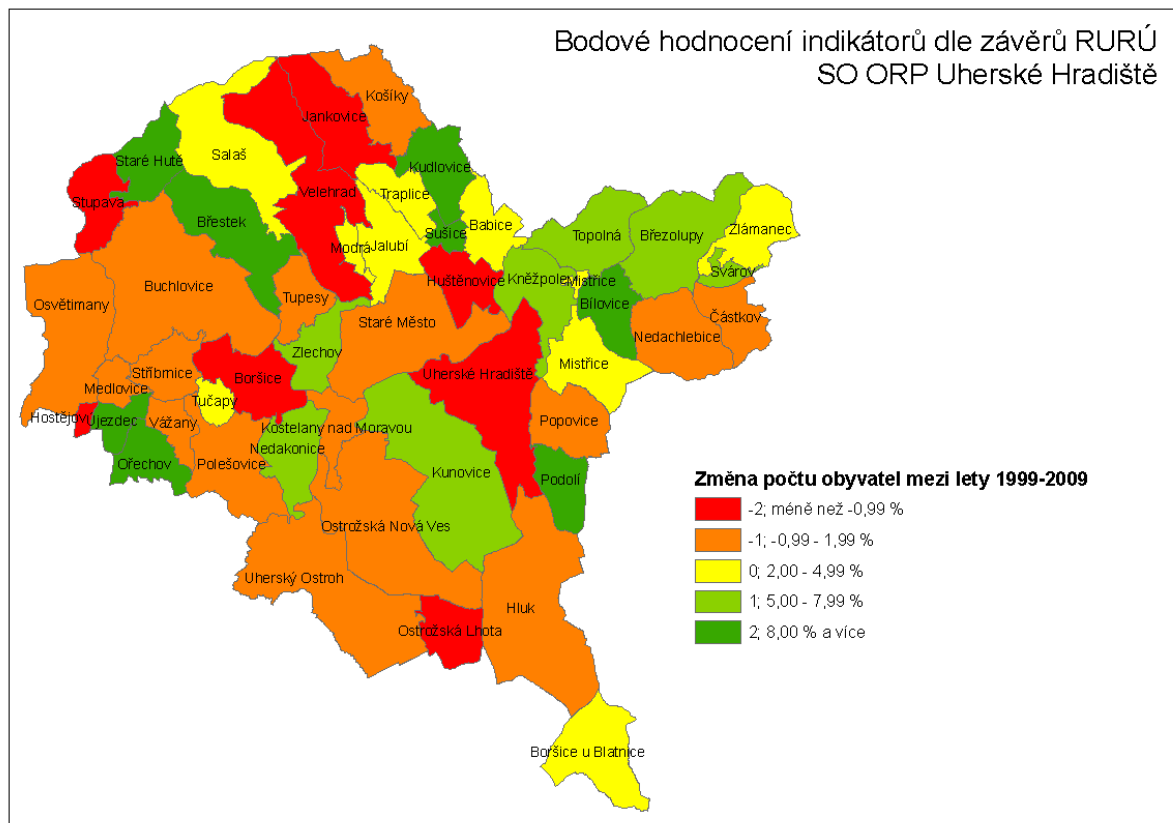 Bodové hodnocení indikátorů dle závěrů RURÚ
SO ORP Uherské Hradiště
Košíky
Jankovice
Salaš
Staré Hutě
Kudlovice
Stupava
Velehrad
Traplice
Břestek
Babice
Sušice
Modrá
Jalubí
Topolná
Březolupy
Zlámanec
Svárov
Huštěnovice
Kněžpole
Mistřice
Bílovice
Buchlovice
Osvětimany
Tupesy
Staré Město
Částkov
Nedachlebice
Zlechov
Stříbrnice
Boršice
Uherské Hradiště
Mistřice
Medlovice
Tučapy
Hostějov
Újezdec
Vážany
Kostelany nad Moravou
Popovice
Nedakonice
Ořechov
Polešovice
Kunovice
Podolí
Ostrožská Nová Ves
Uherský Ostroh
Hluk
Ostrožská Lhota
Boršice u Blatnice
Změna počtu obyvatel mezi lety 1999-2009
-2; méně než -0,99 %
-1; -0,99 - 1,99 %
0; 2,00 - 4,99 %
1; 5,00 - 7,99 %
2; 8,00 % a více